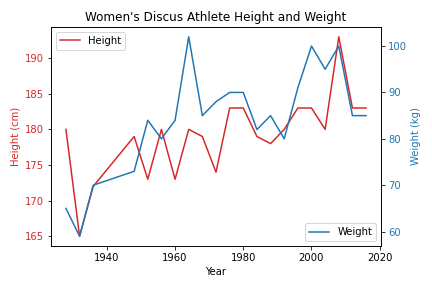 Women's Discus Athlete Height and Weight
Height
190
185
180
175
170
165
Height (cm)
100
90
80
70
60
Weight (kg)
Weight
1940
1960
1980
2000
2020
Year